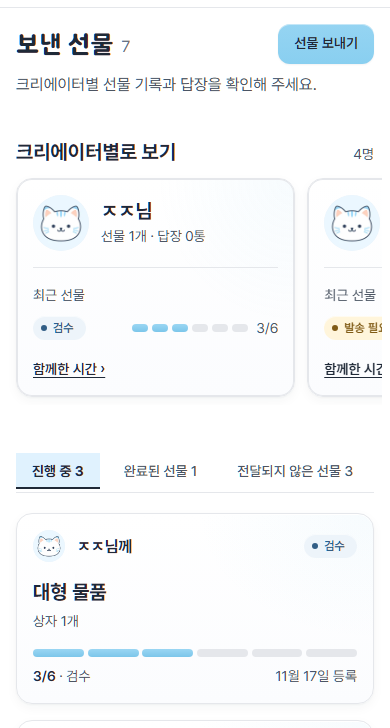 보낸 선물 7
선물 보내기
크리에이터별 선물 기록과 답장을 확인해 주세요.
크리에이터별로 보기
4명
ㅈㅈ님
선물 1개 · 답장 0통
최근 선물
검수
3/6
함께한 시간 ›
최근 선물
발송 필
함께한 시
진행 중 3
완료된 선물 1
전달되지 않은 선물 3
ㅈㅈ님께
검수
대형 물품
상자 1개
3/6 · 검수
11월 17일 등록